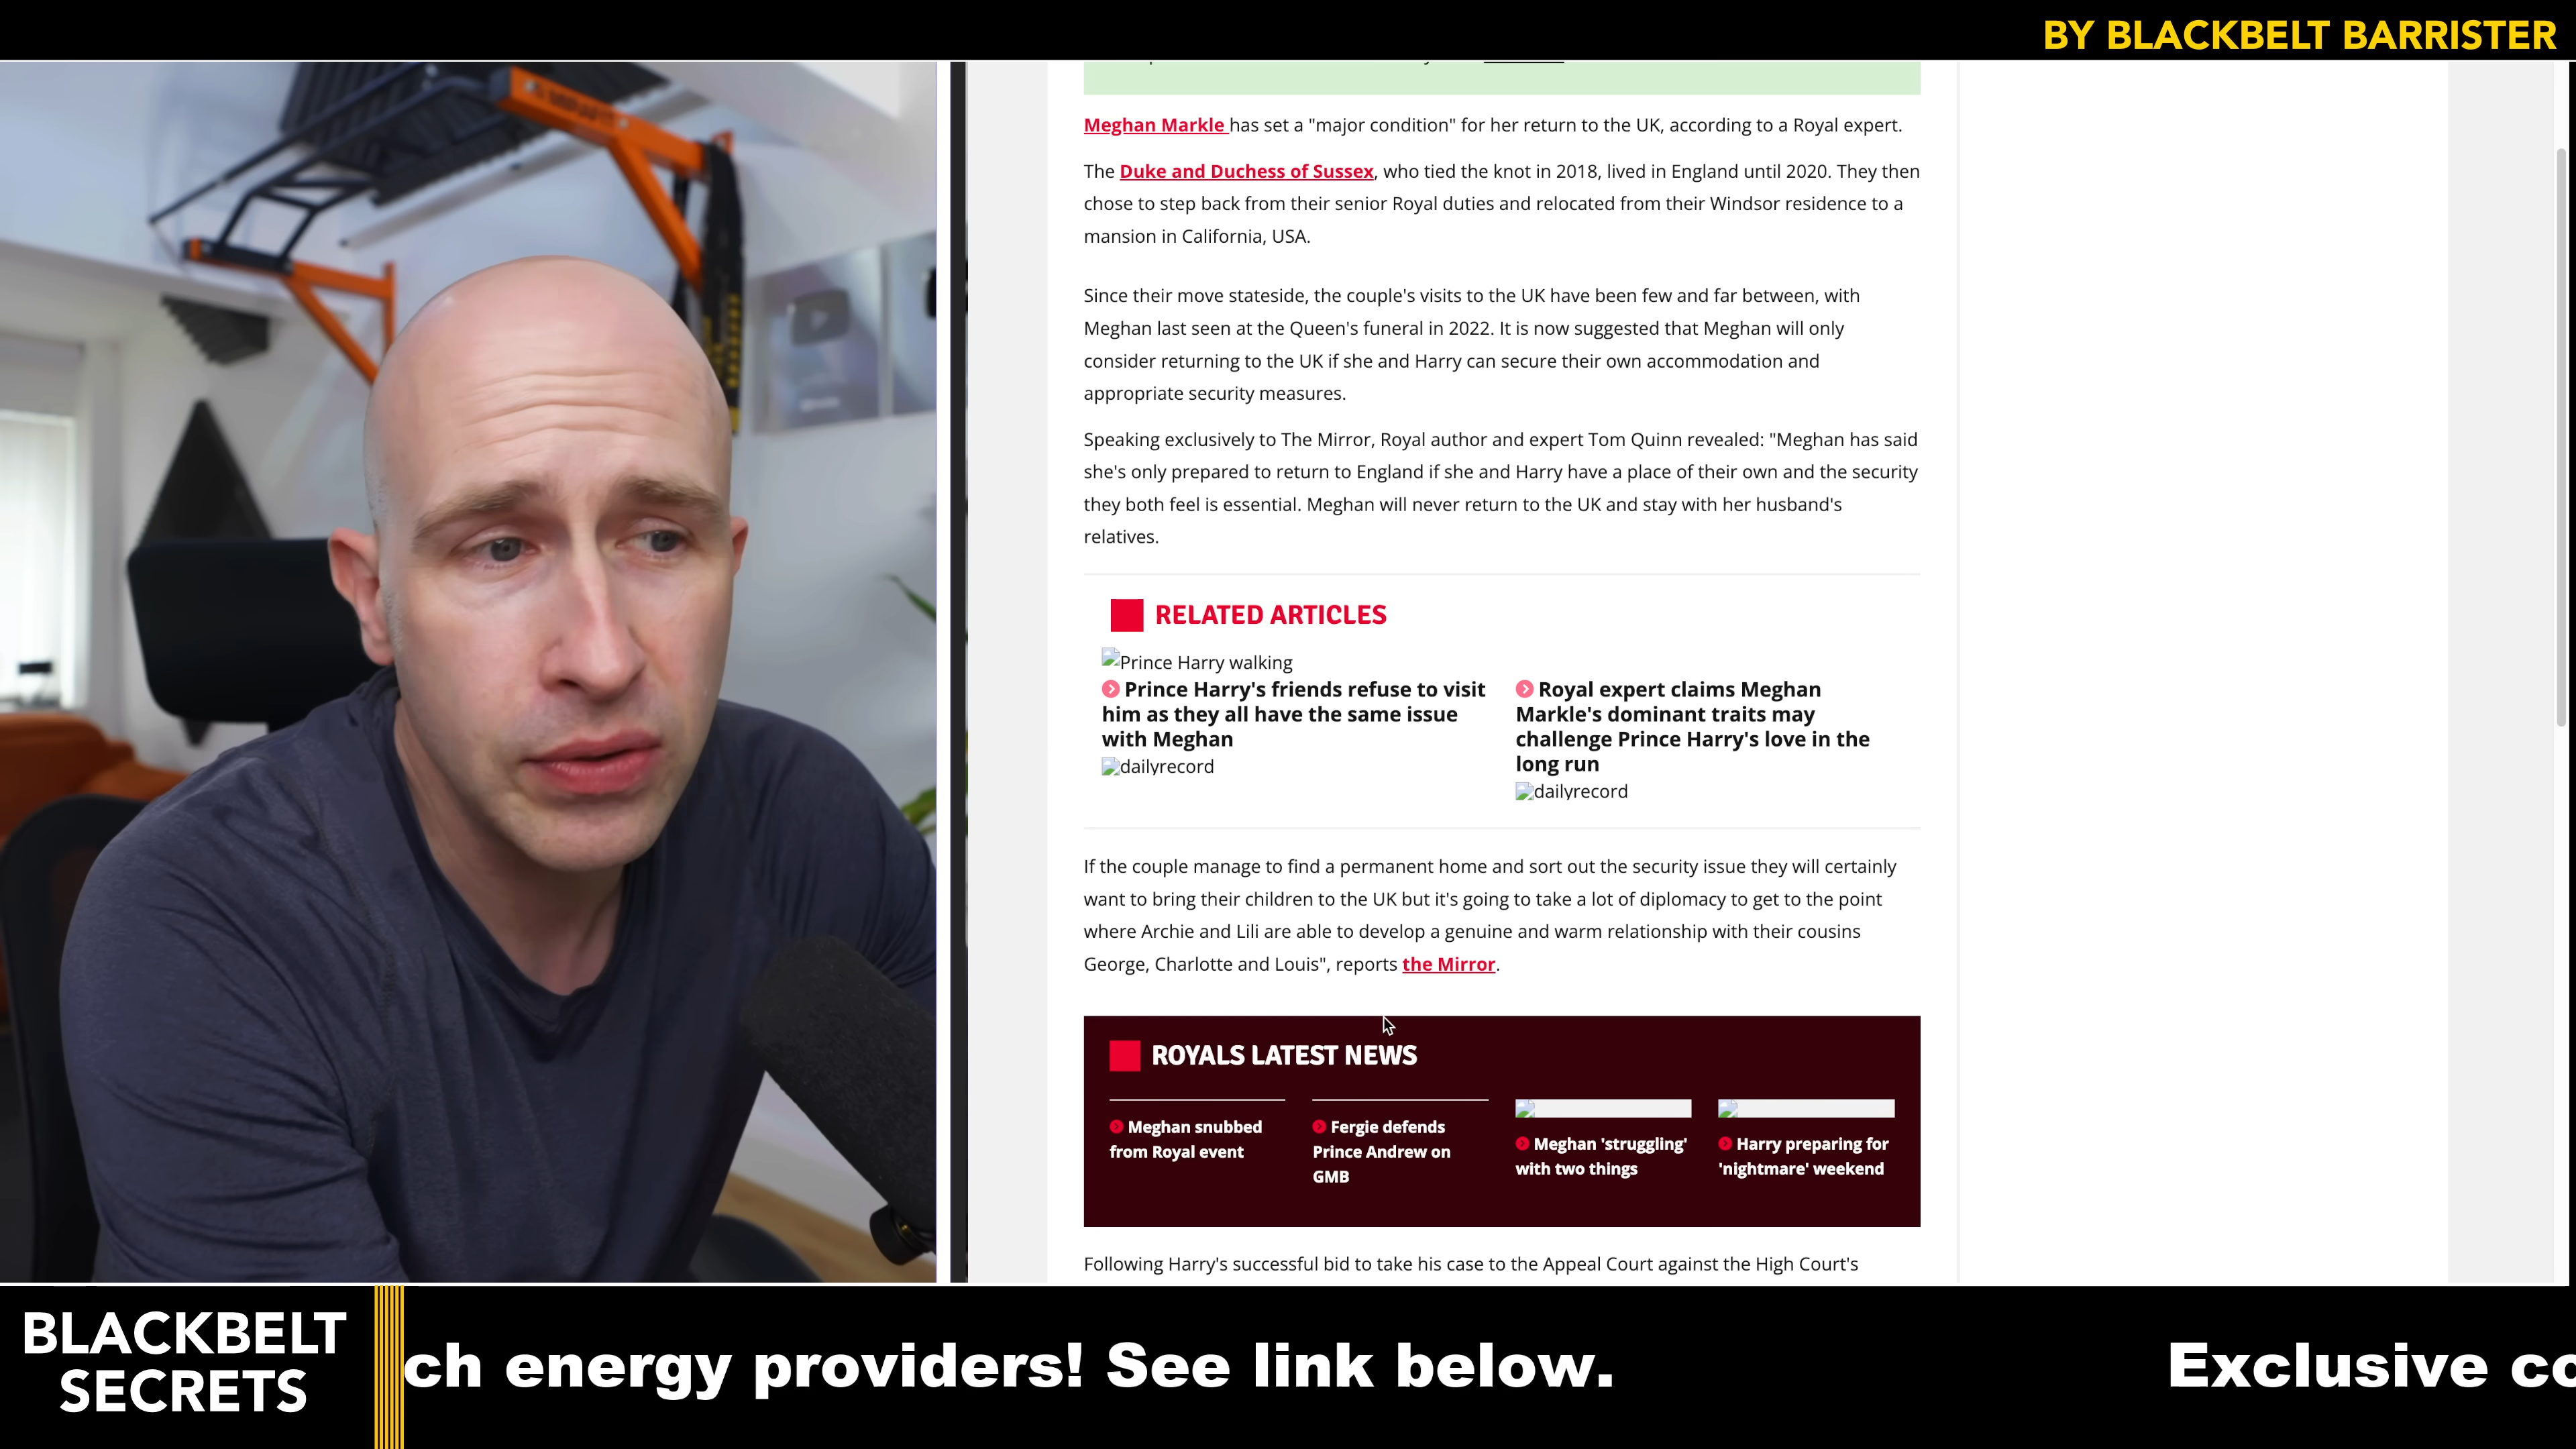 BY BLACKBELT BARRISTER
Meghan Markle has set a "major condition" for her return to the UK, according to a Royal expert.
The Duke and Duchess of Sussex, who tied the knot in 2018, lived in England until 2020. They then
chose to step back from their senior Royal duties and relocated from their Windsor residence to a
mansion in California, USA.
Since their move stateside, the couple's visits to the UK have been few and far between, with
Meghan last seen at the Queen's funeral in 2022. It is now suggested that Meghan will only
consider returning to the UK if she and Harry can secure their own accommodation and
appropriate security measures.
Speaking exclusively to The Mirror, Royal author and expert Tom Quinn revealed: "Meghan has said
she's only prepared to return to England if she and Harry have a place of their own and the security
they both feel is essential. Meghan will never return to the UK and stay with her husband's
relatives.
RELATED ARTICLES
Prince Harry walking
Prince Harry's friends refuse to visit
him as they all have the same issue
with Meghan
dailyrecord
Royal expert claims Meghan
Markle's dominant traits may
challenge Prince Harry's love in the
long run
dailyrecord
If the couple manage to find a permanent home and sort out the security issue they will certainly
want to bring their children to the UK but it's going to take a lot of diplomacy to get to the point
where Archie and Lili are able to develop a genuine and warm relationship with their cousins
George, Charlotte and Louis", reports the Mirror.
ROYALS LATEST NEWS
Meghan snubbed
from Royal event
Fergie defends
Prince Andrew on
GMB
Meghan 'struggling'
with two things
Harry preparing for
'nightmare' weekend
Following Harry's successful bid to take his case to the Appeal Court against the High Court's
BLACKBELT
SECRETS
ch energy providers! See link below.
Exclusive co